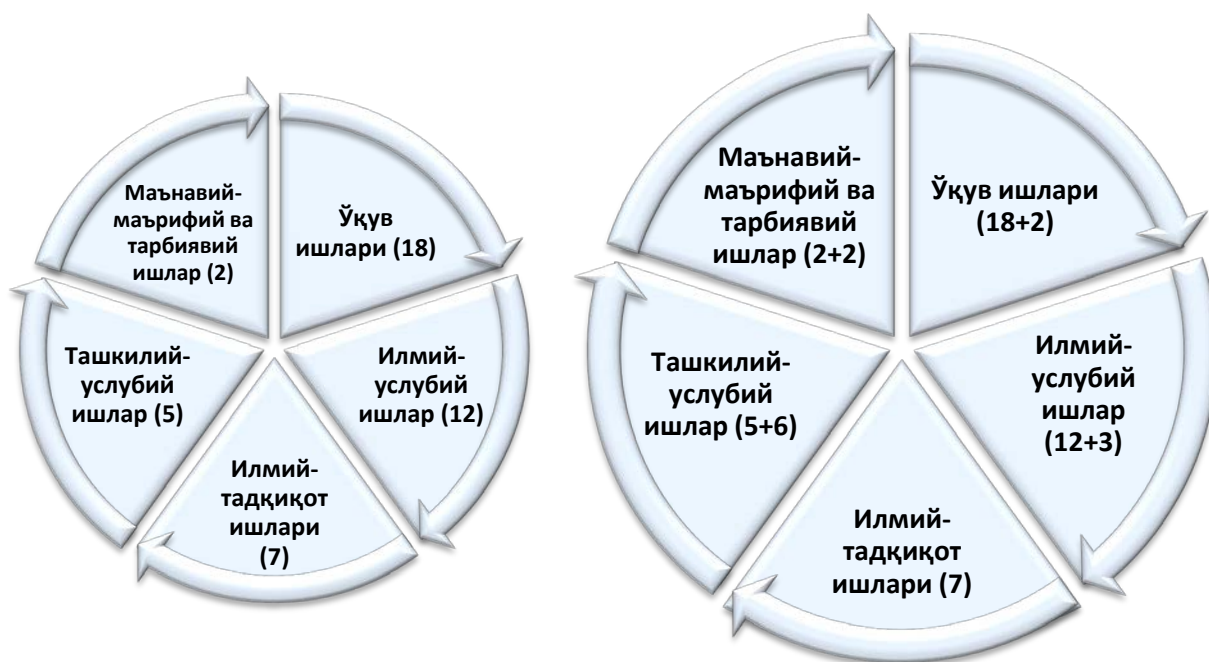 Маънавий-
маърифий ва
тарбиявий
ишлар (2)
Ўқув
ишлари (18)
Илмий-
услубий
ишлар (12)
Илмий-
тадқиқот
ишлари
(7)
Ташкилий-
услубий
ишлар (5)
Маънавий-
маърифий ва
тарбиявий
ишлар (2+2)
Ўқув ишлари
(18+2)
Илмий-
услубий
ишлар
(12+3)
Илмий-
тадқиқот
ишлари (7)
Ташкилий-
услубий
ишлар (5+6)